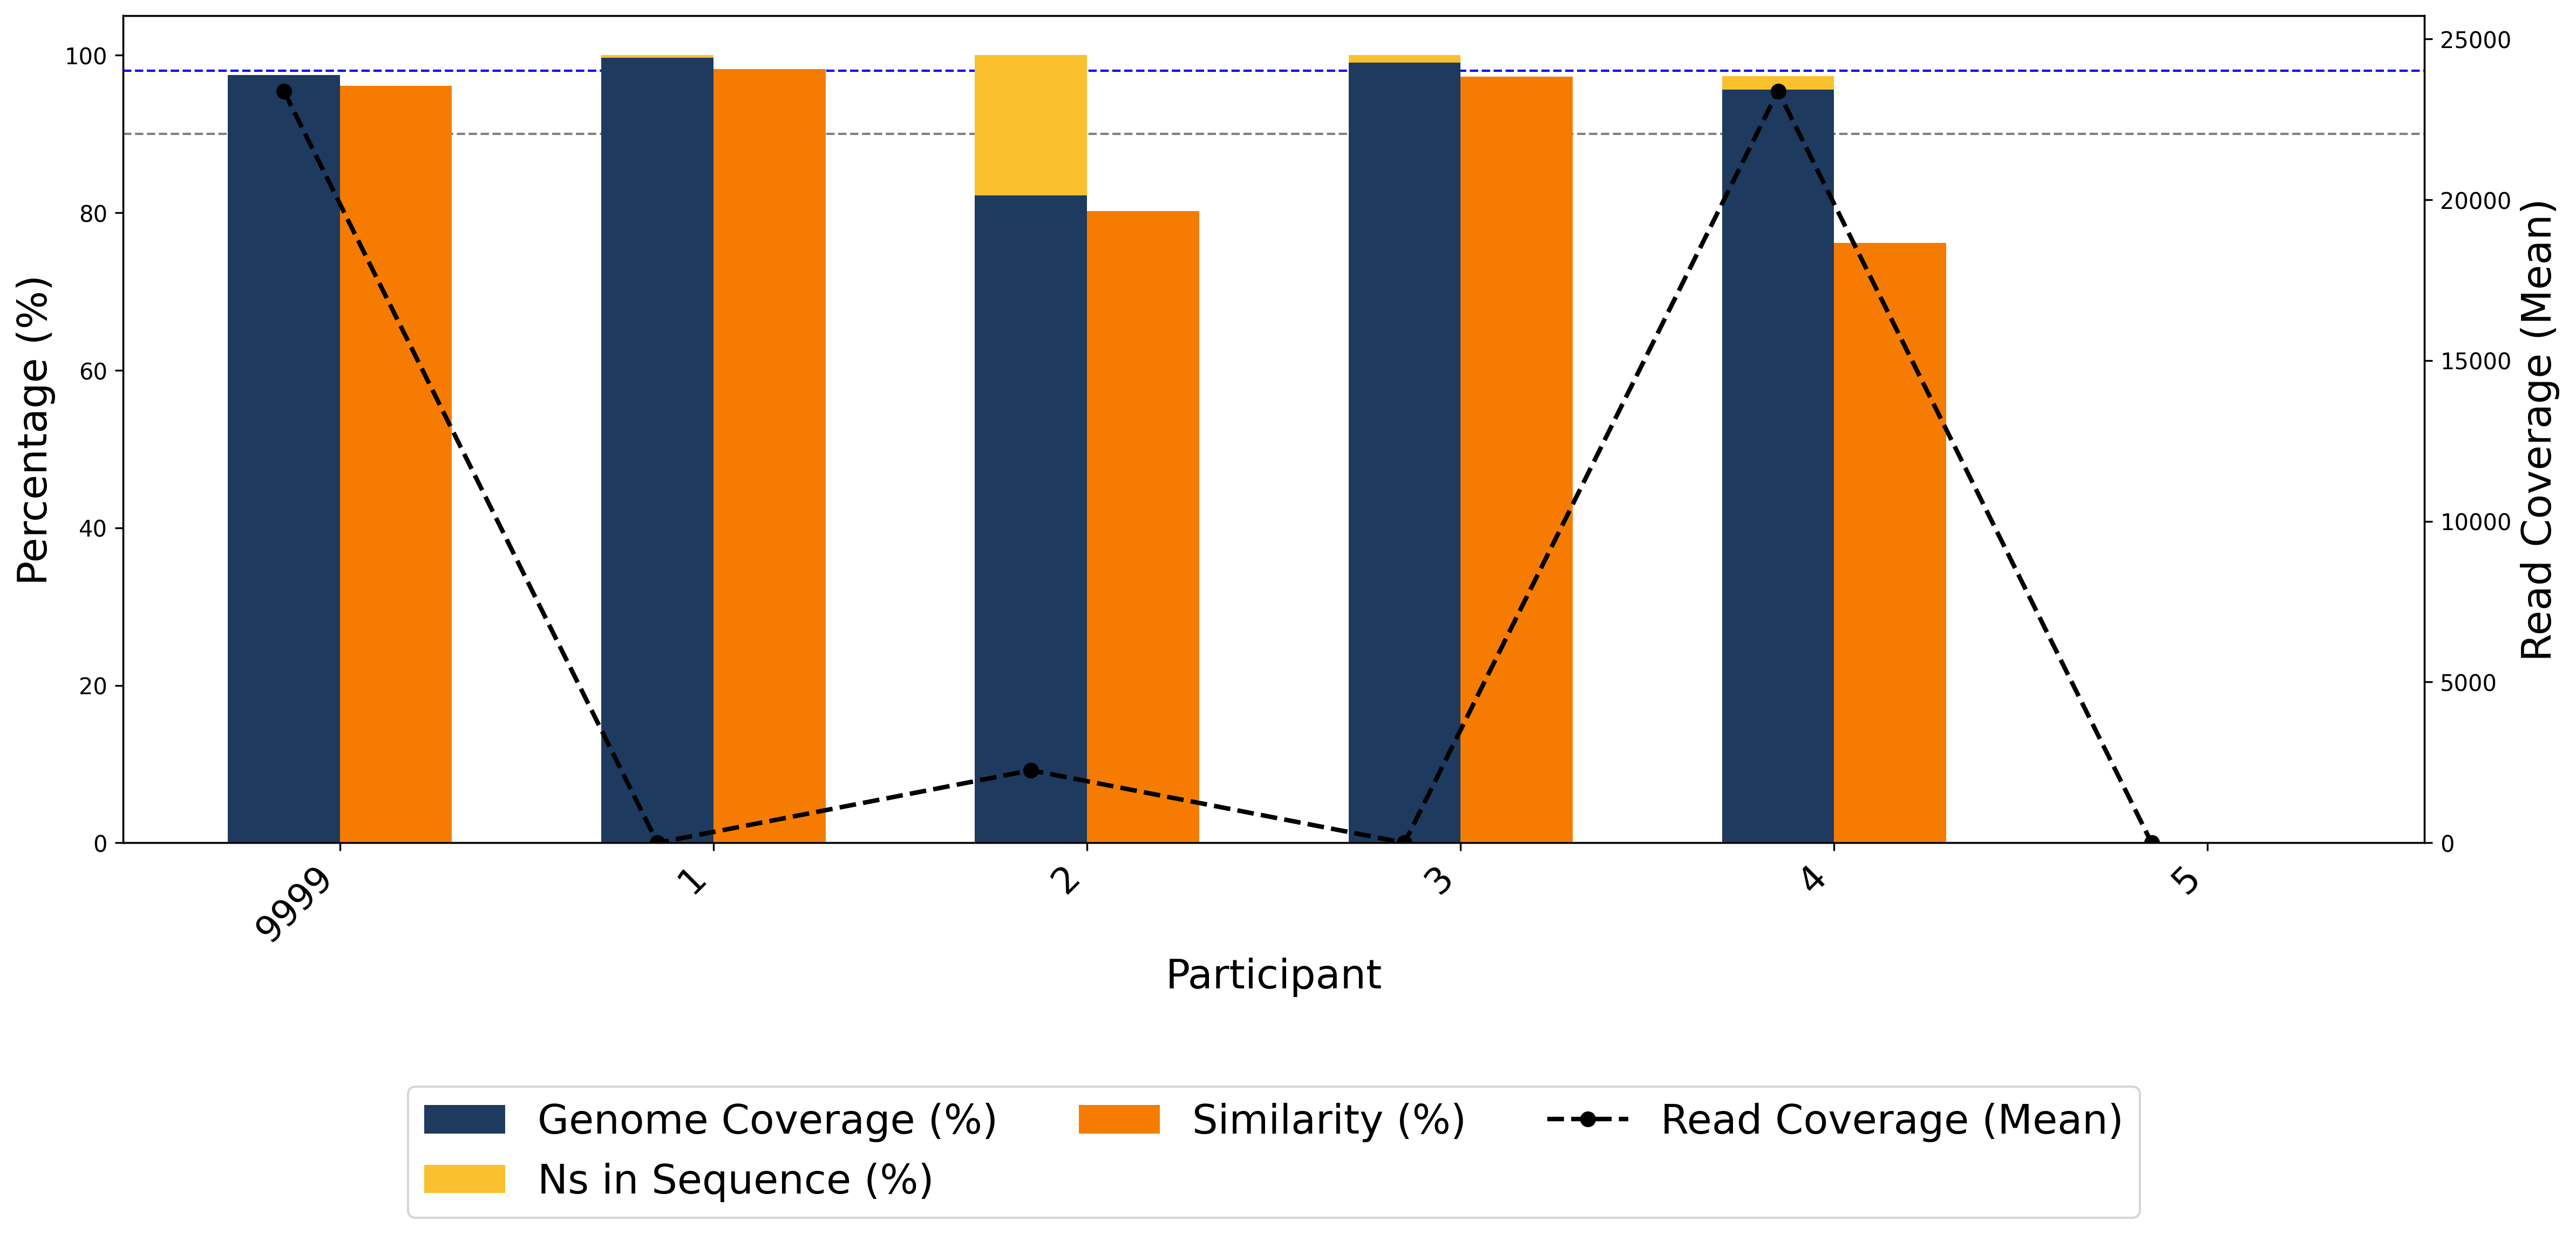 Percentage (%)
100
80
60
40
20
0
25000
20000
15000
10000
5000
0
Read Coverage (Mean)
9999
1
2
3
4
5
Participant
Genome Coverage (%)
Ns in Sequence (%)
Similarity (%)
Read Coverage (Mean)